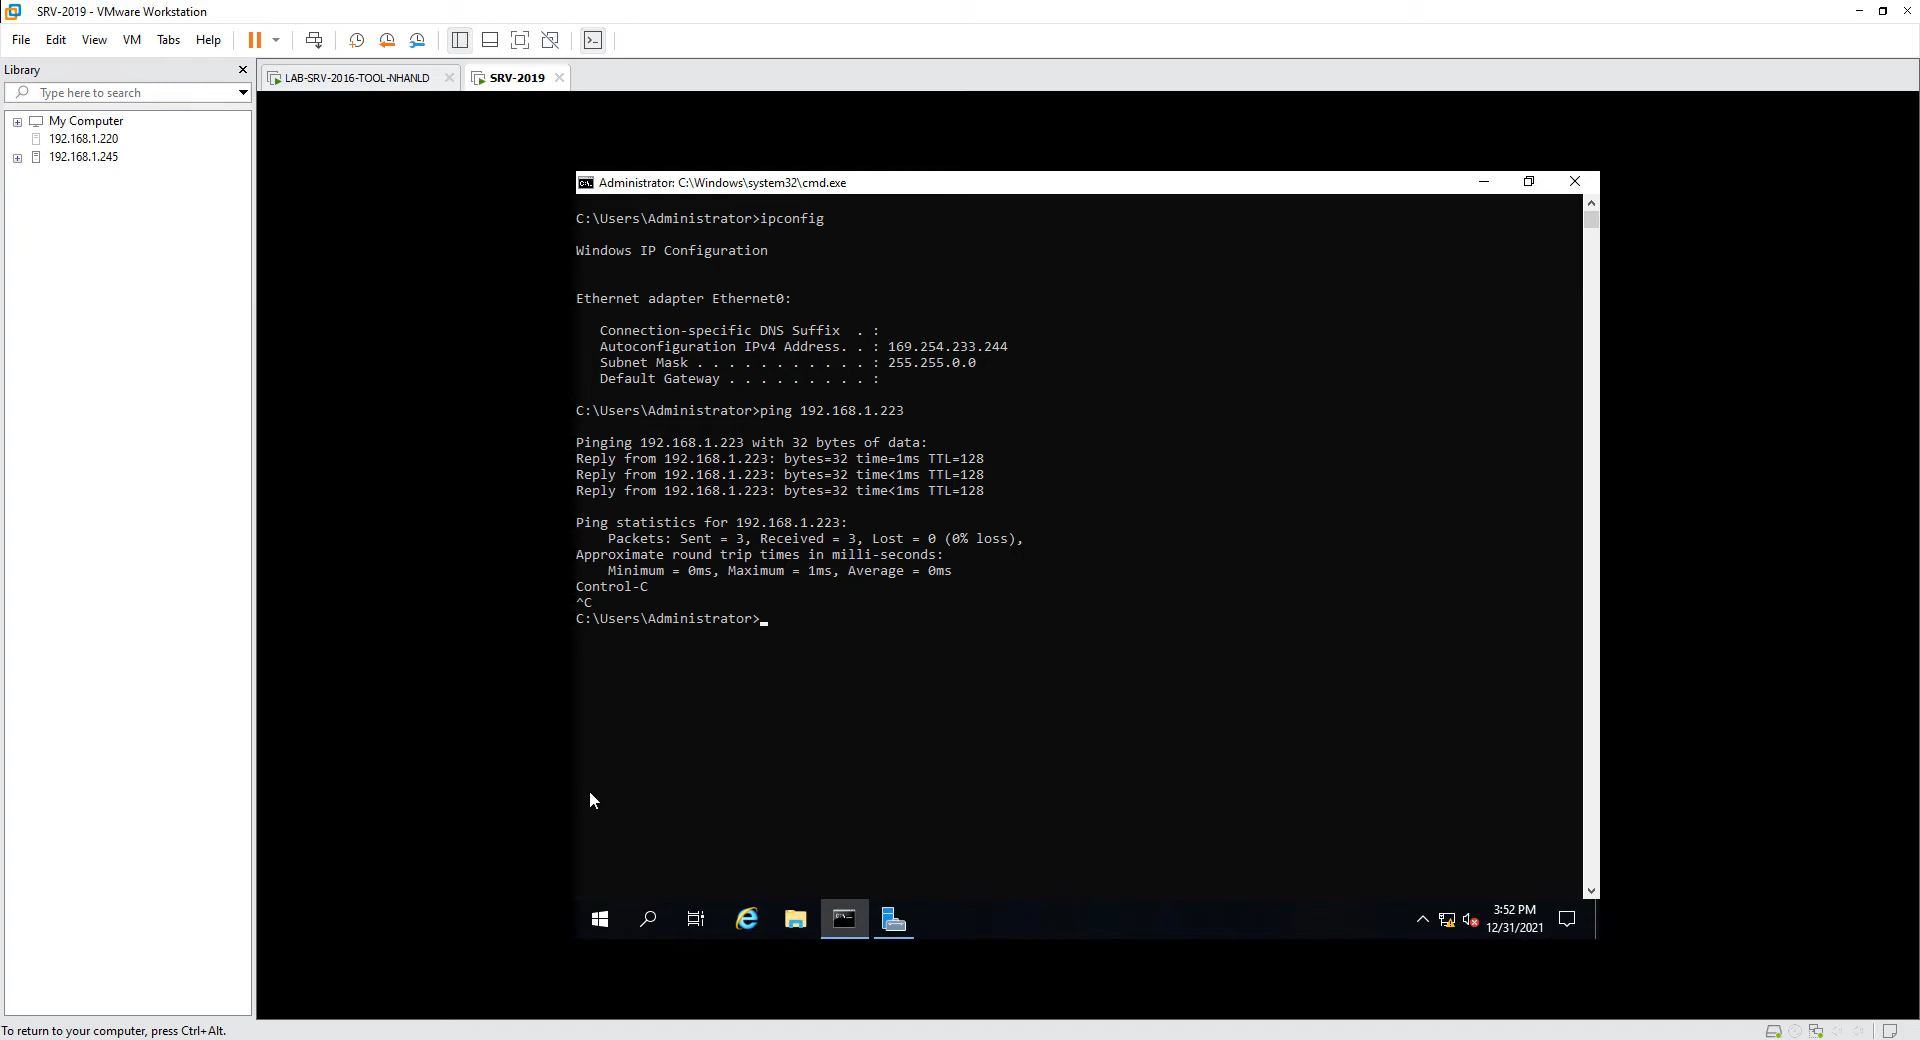 SRV-2019 - VMware Workstation
File Edit View VM Tabs Help
Library
Type here to search
My Computer
192.168.1.220
192.168.1.245
LAB-SRV-2016-TOOL-NHANLD
SRV-2019
Administrator: C:\Windows\system32\cmd.exe
C:\Users\Administrator>ipconfig
Windows IP Configuration
Ethernet adapter Ethernet0:
Connection-specific DNS Suffix . :
Autoconfiguration IPv4 Address. . : 169.254.233.244
Subnet Mask . . . . . . . . . . . : 255.255.0.0
Default Gateway . . . . . . . . . :
C:\Users\Administrator>ping 192.168.1.223
Pinging 192.168.1.223 with 32 bytes of data:
Reply from 192.168.1.223: bytes=32 time=1ms TTL=128
Reply from 192.168.1.223: bytes=32 time<1ms TTL=128
Reply from 192.168.1.223: bytes=32 time<1ms TTL=128
Ping statistics for 192.168.1.223:
Packets: Sent = 3, Received = 3, Lost = 0 (0% loss),
Approximate round trip times in milli-seconds:
Minimum = 0ms, Maximum = 1ms, Average = 0ms
Control-C
^C
C:\Users\Administrator>
3:52 PM
12/31/2021
To return to your computer, press Ctrl+Alt.